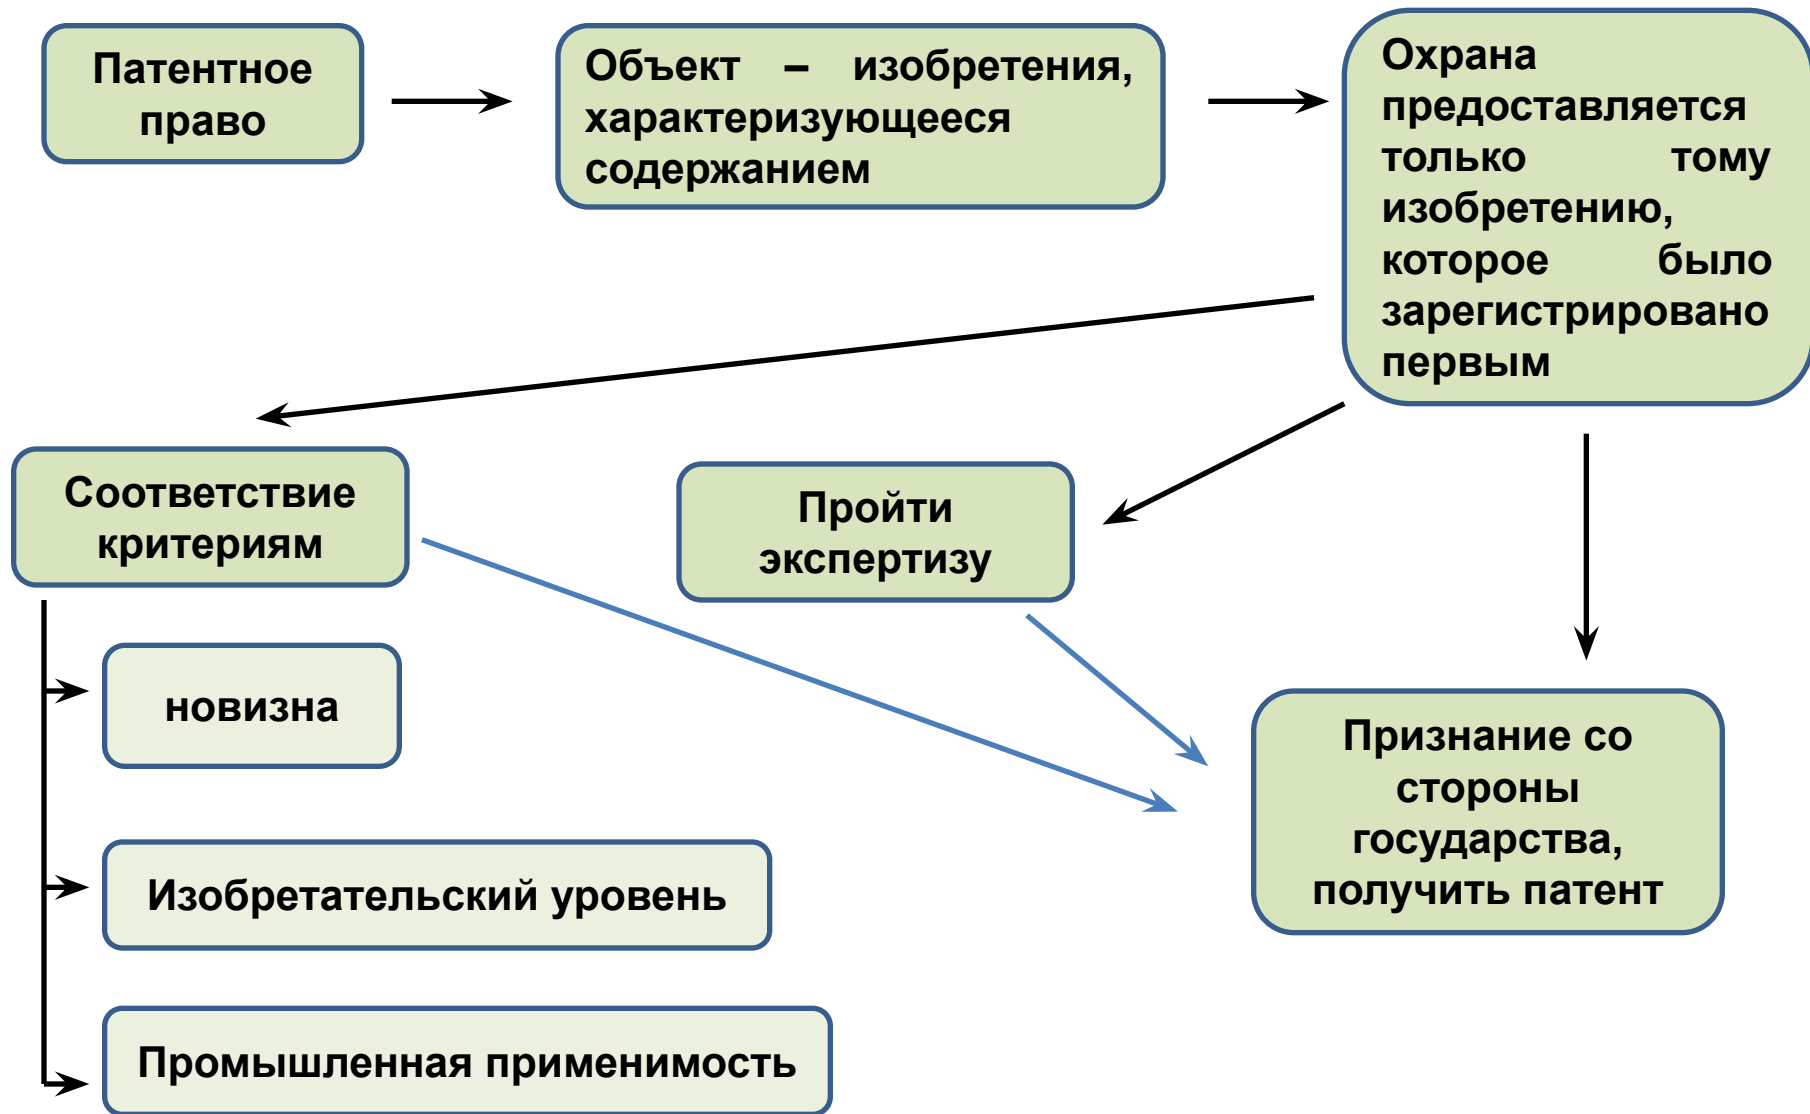 Патентное
право
Объект – изобретения,
характеризующееся
содержанием
Охрана
предоставляется
только тому
изобретению,
которое было
зарегистрировано
первым
Соответствие
критериям
Пройти
экспертизу
новизна
Изобретательский уровень
Промышленная применимость
Признание со
стороны
государства,
получить патент